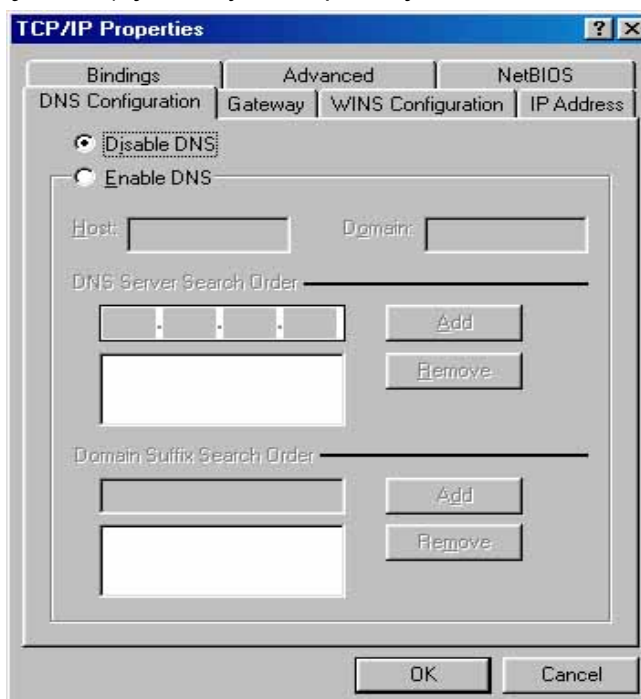 TCP/IP Properties
Bindings Advanced NetBIOS
DNS Configuration Gateway WINS Configuration IP Address
Disable DNS
Enable DNS
Host: Domain:
DNS Server Search Order
Add
Remove
Domain Suffix Search Order
Add
Remove
OK Cancel